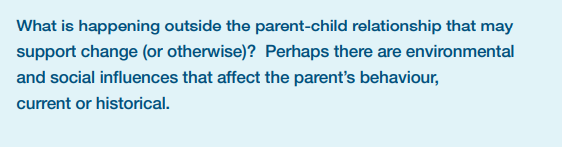 What is happening outside the parent-child relationship that may
support change (or otherwise)?  Perhaps there are environmental
and social influences that affect the parent's behaviour,
current or historical.